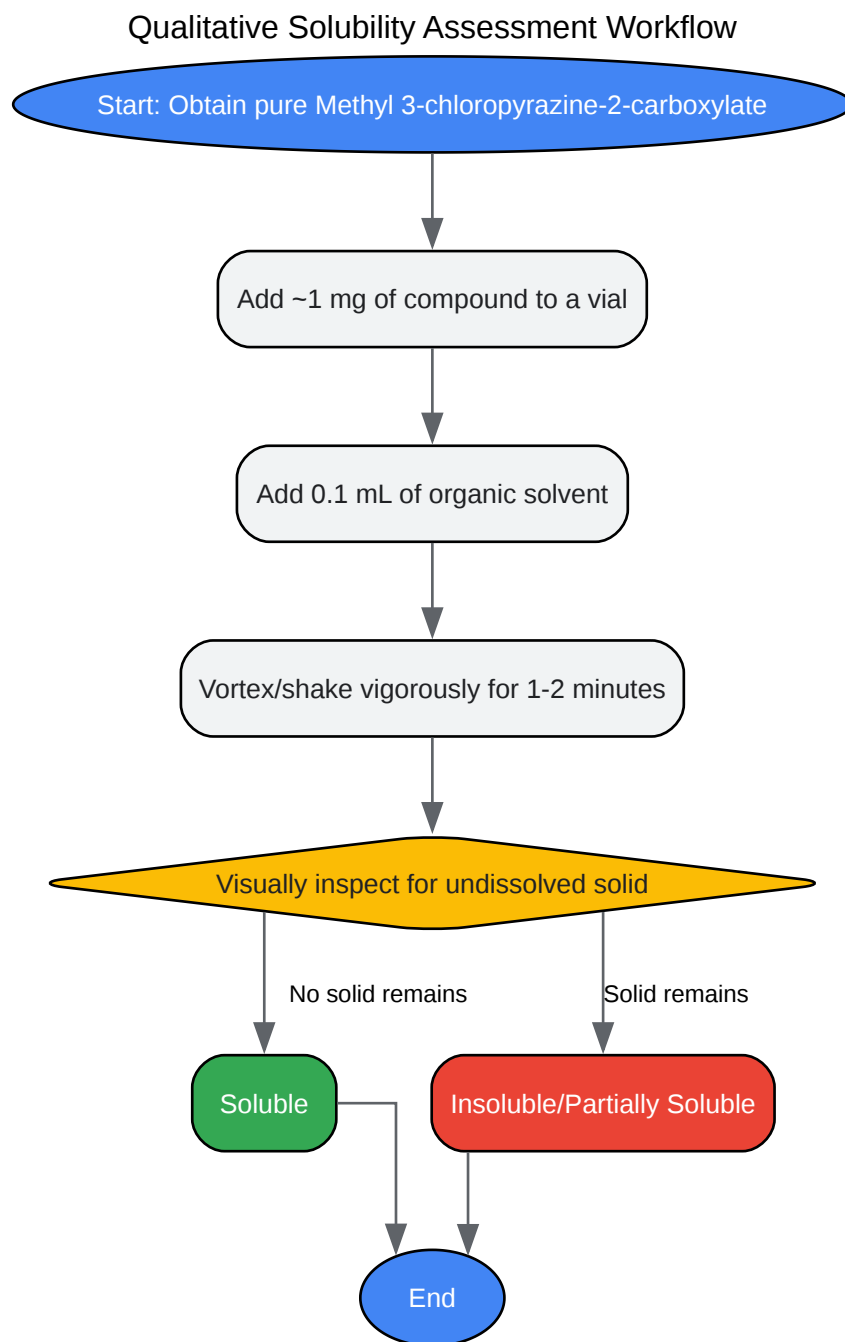 Qualitative Solubility Assessment Workflow
Start: Obtain pure Methyl 3-chloropyrazine-2-carboxylate
Add ~1 mg of compound to a vial
Add 0.1 mL of organic solvent
Vortex/shake vigorously for 1-2 minutes
Visually inspect for undissolved solid
No solid remains
Solid remains
Soluble
Insoluble/Partially Soluble
End